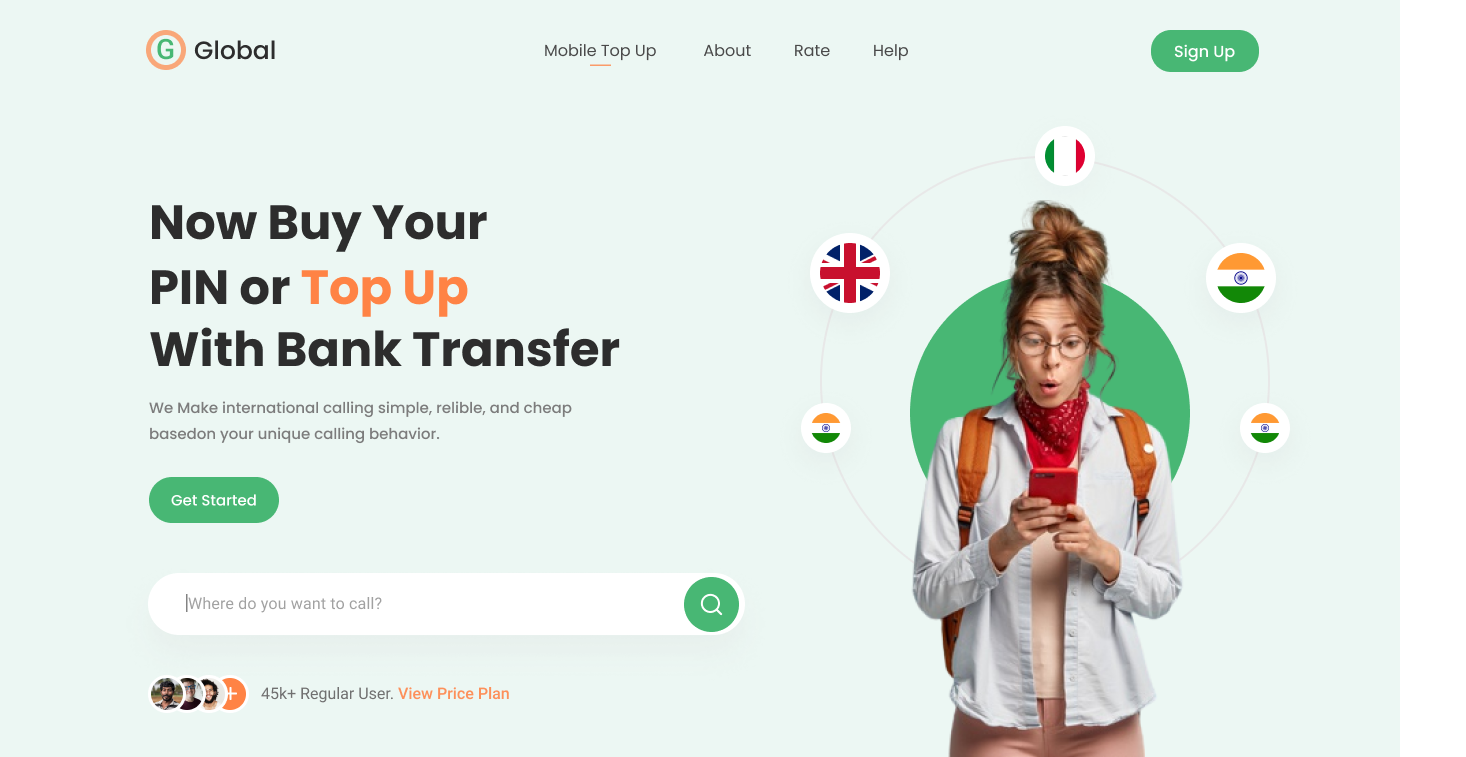 G Global
Mobile Top Up
About
Rate
Help
Sign Up
Now Buy Your
PIN or Top Up
With Bank Transfer
We Make international calling simple, relible, and cheap
basedon your unique calling behavior.
Get Started
Where do you want to call?
+
45k+ Regular User. View Price Plan